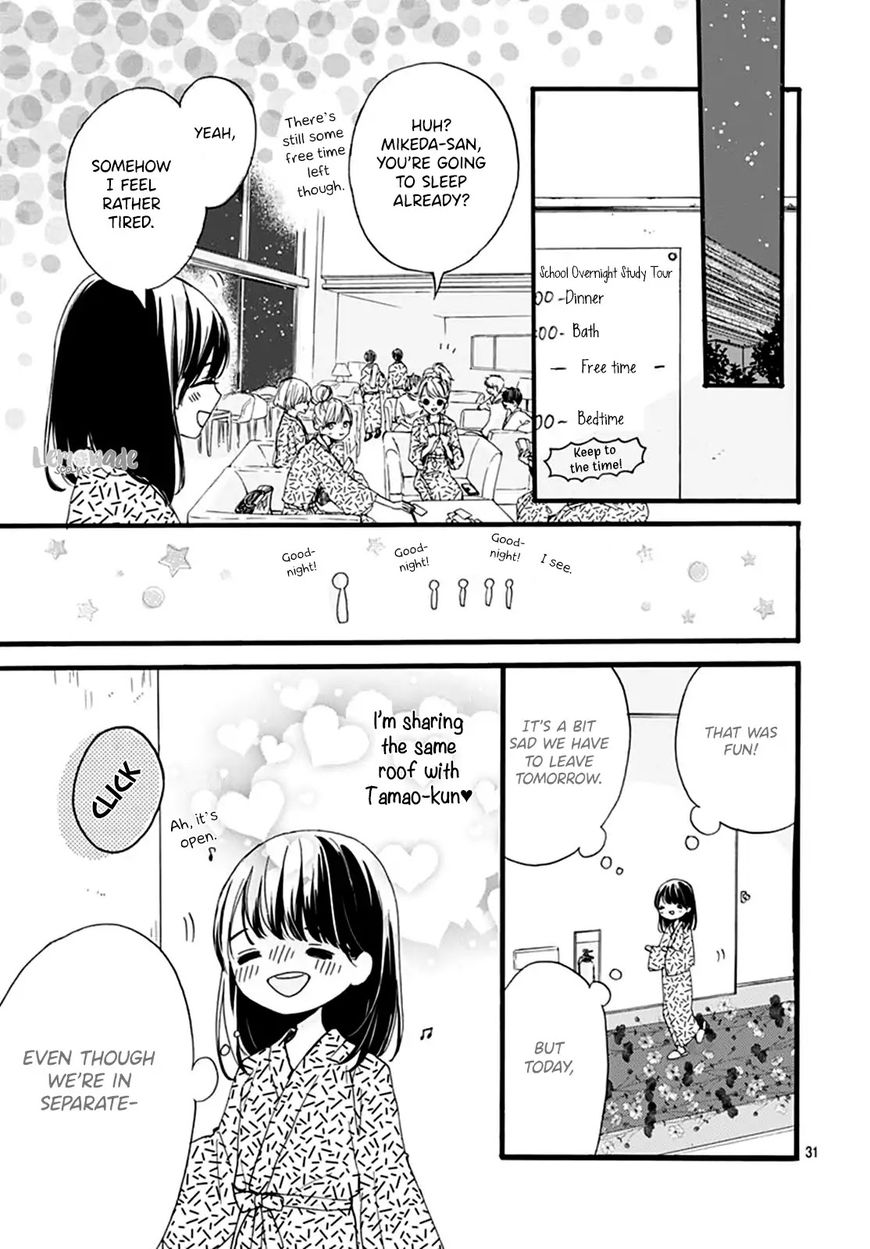 School Overnight Study Tour
00-Dinner
:00- Bath
— Free time —
00- Bedtime
Keep to
the time!
HUH?
MIKEDA-SAN,
YOU'RE GOING
TO SLEEP
ALREADY?
There's
still some
free time
left
though.
YEAH,
SOMEHOW
I FEEL
RATHER
TIRED.
Lemonade
I see.
Good-
night!
Good-
night!
Good-
night!
THAT WAS
FUN!
IT'S A BIT
SAD WE HAVE
TO LEAVE
TOMORROW.
BUT
TODAY,
I'm sharing
the same
roof with
Tamao-kun♥
CLICK
Ah, it's
open.
♪
♫
EVEN THOUGH
WE'RE IN
SEPARATE-
31